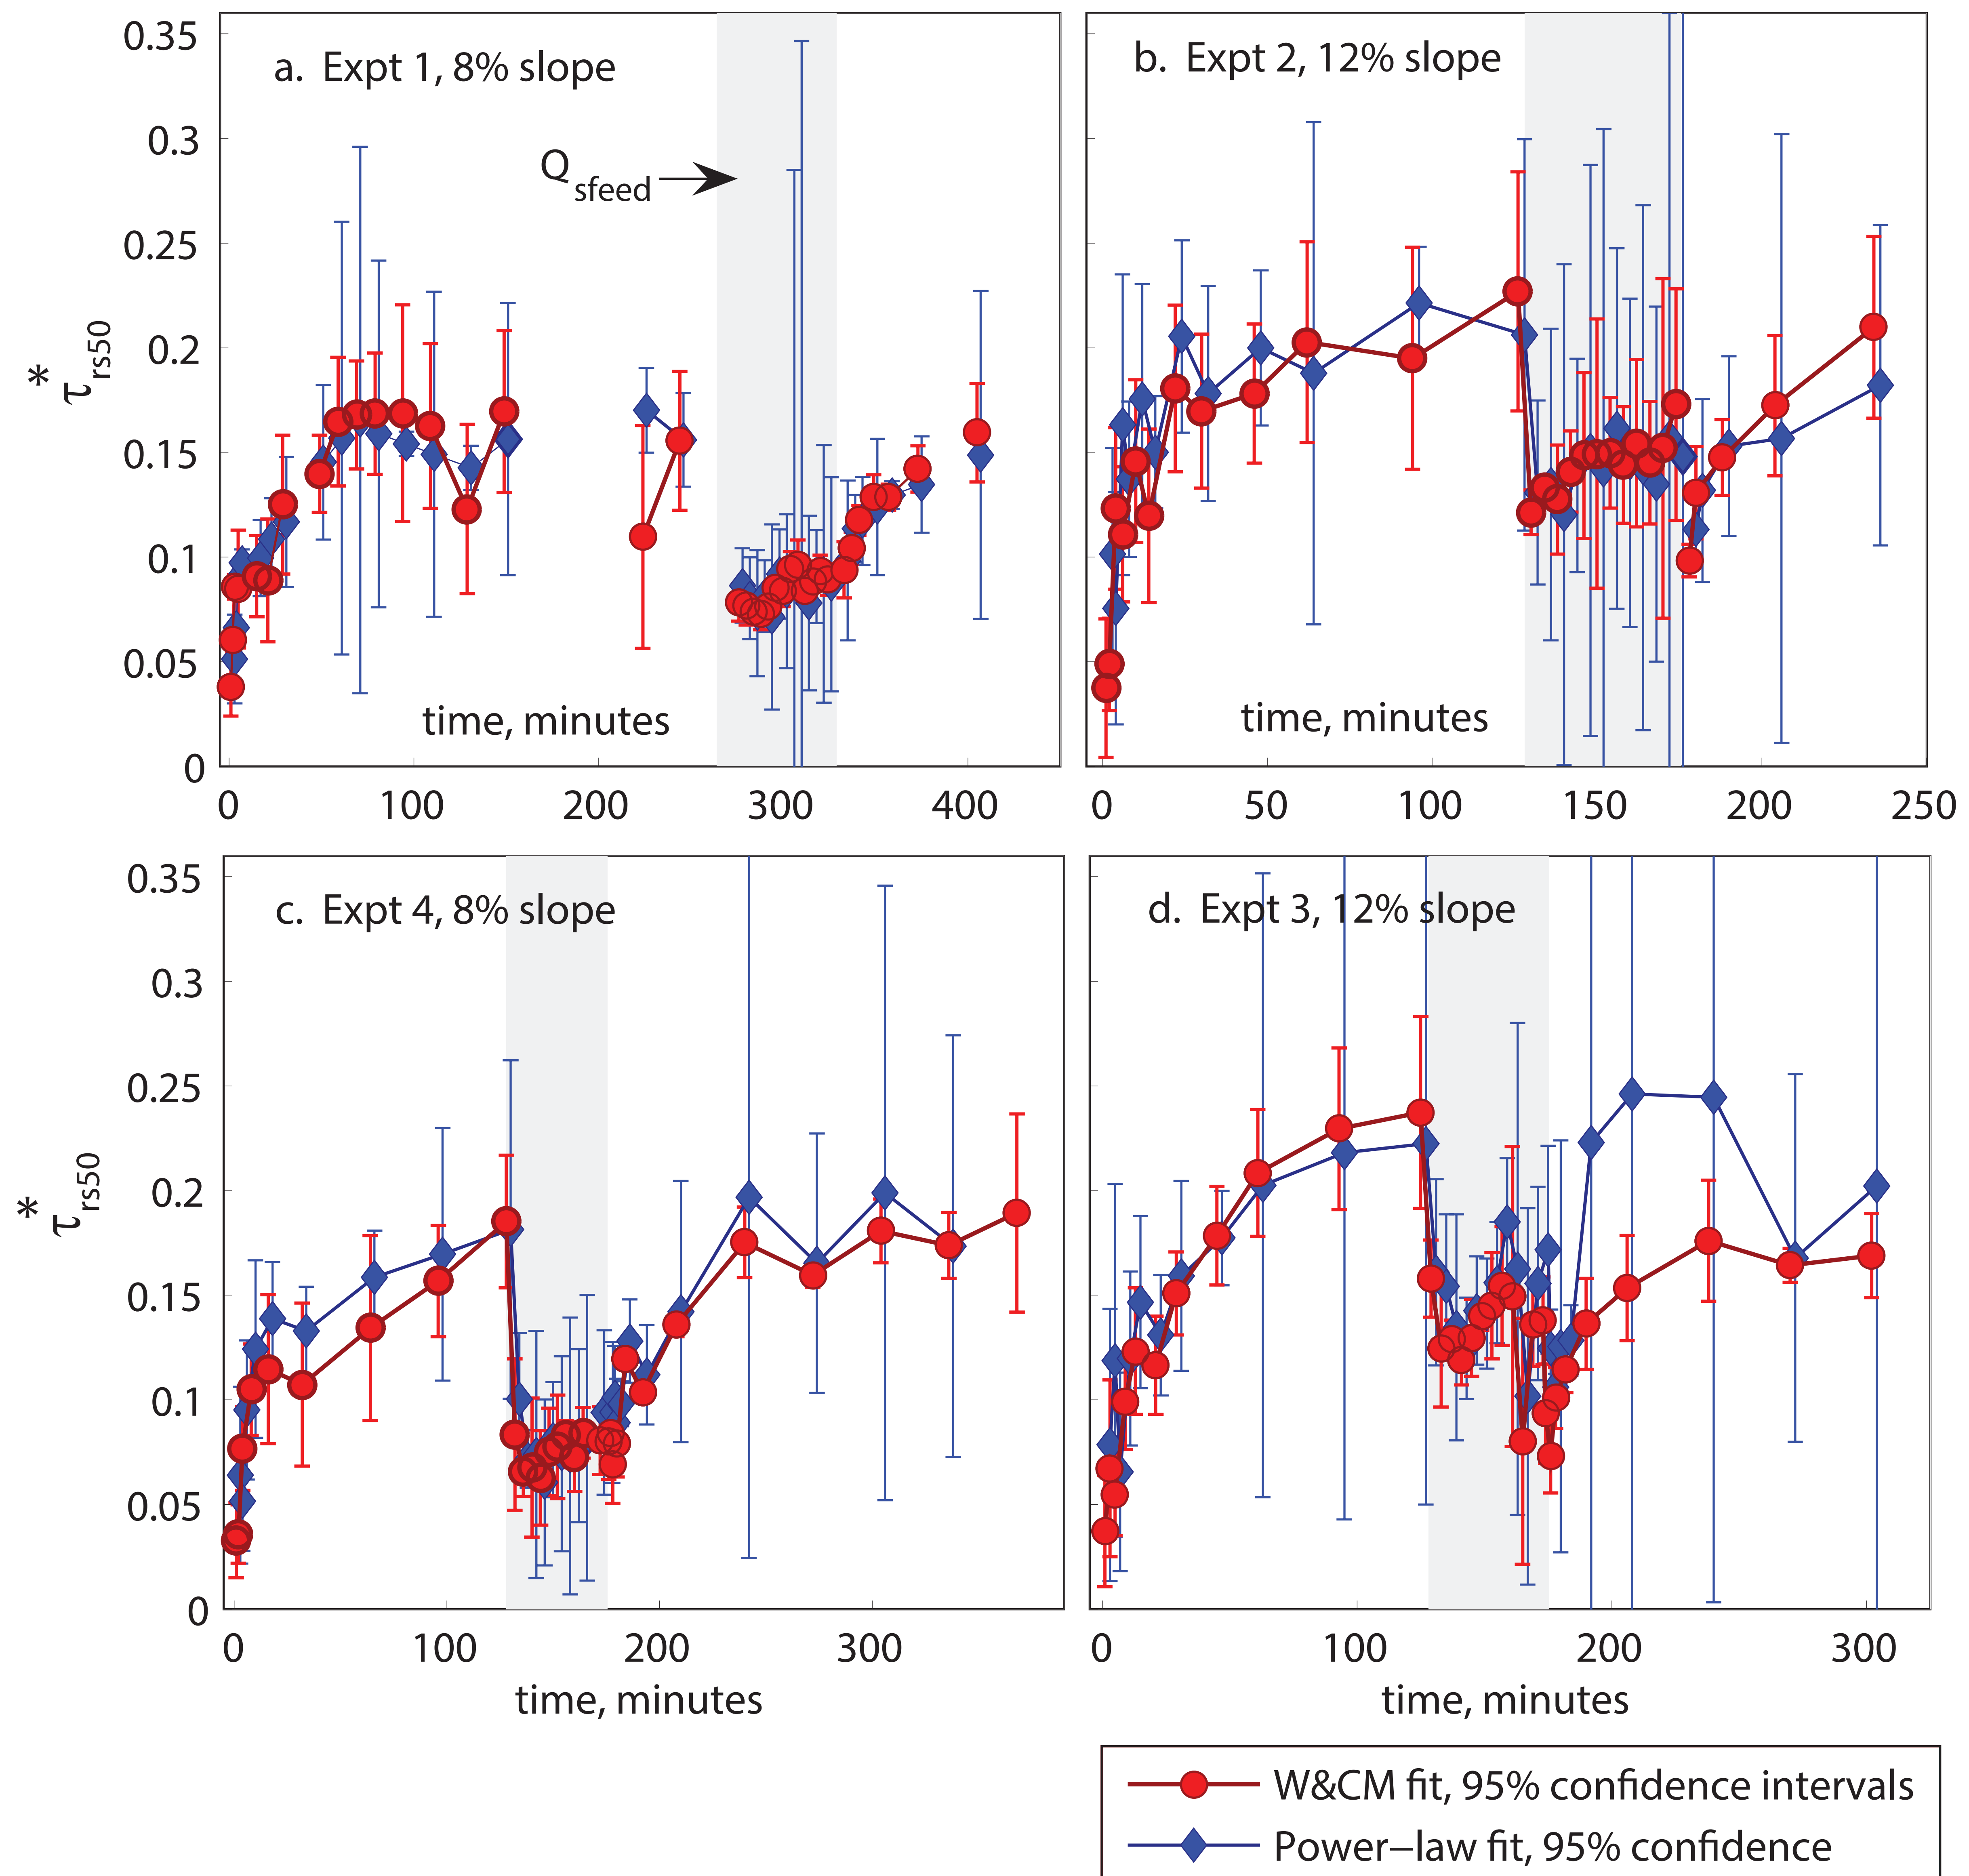 a. Expt 1, 8% slope
Q sfeed
τ*rs50
0.35
0.3
0.25
0.2
0.15
0.1
0.05
0
time, minutes
0 100 200 300 400
b. Expt 2, 12% slope
time, minutes
0 50 100 150 200 250
c. Expt 4, 8% slope
τ*rs50
0.35
0.3
0.25
0.2
0.15
0.1
0.05
0
0 100 200 300
time, minutes
d. Expt 3, 12% slope
0 100 200 300
time, minutes
W&CM fit, 95% confidence intervals
Power–law fit, 95% confidence